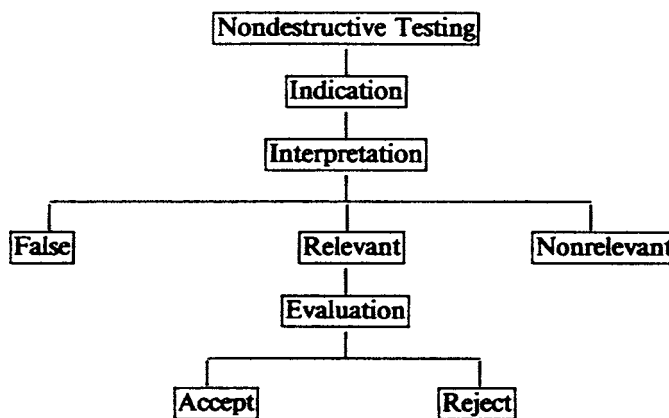 Nondestructive Testing
Indication
Interpretation
False Relevant Nonrelevant
Evaluation
Accept Reject